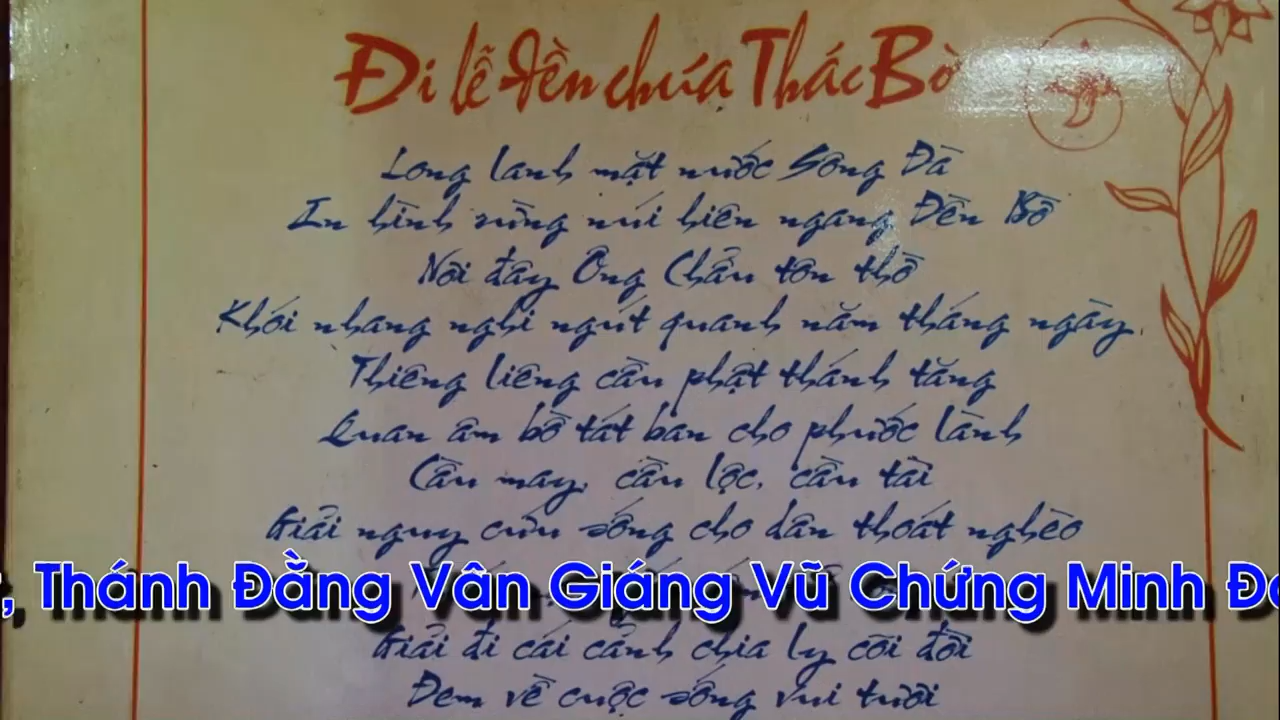 Đi lễ đền chúa Thác Bờ
Long lanh mặt nước Sông Đà
In hình rừng núi hiên ngang Đền Bờ
Nơi đây Ông Chẩu tôn thờ
Khói nhang nghi ngút quanh năm tháng ngày.
Thiêng liêng cầu phật thánh tăng
Quan âm bồ tát ban cho phước lành
Cầu may, cầu lộc, cầu tài
Giải nguy cứu sống cho dân thoát nghèo
, Thánh Đằng Vân Giáng Vũ Chứng Minh
Giải đi cái cảnh chia ly cõi đời
Đem về cuộc sống vui tươi